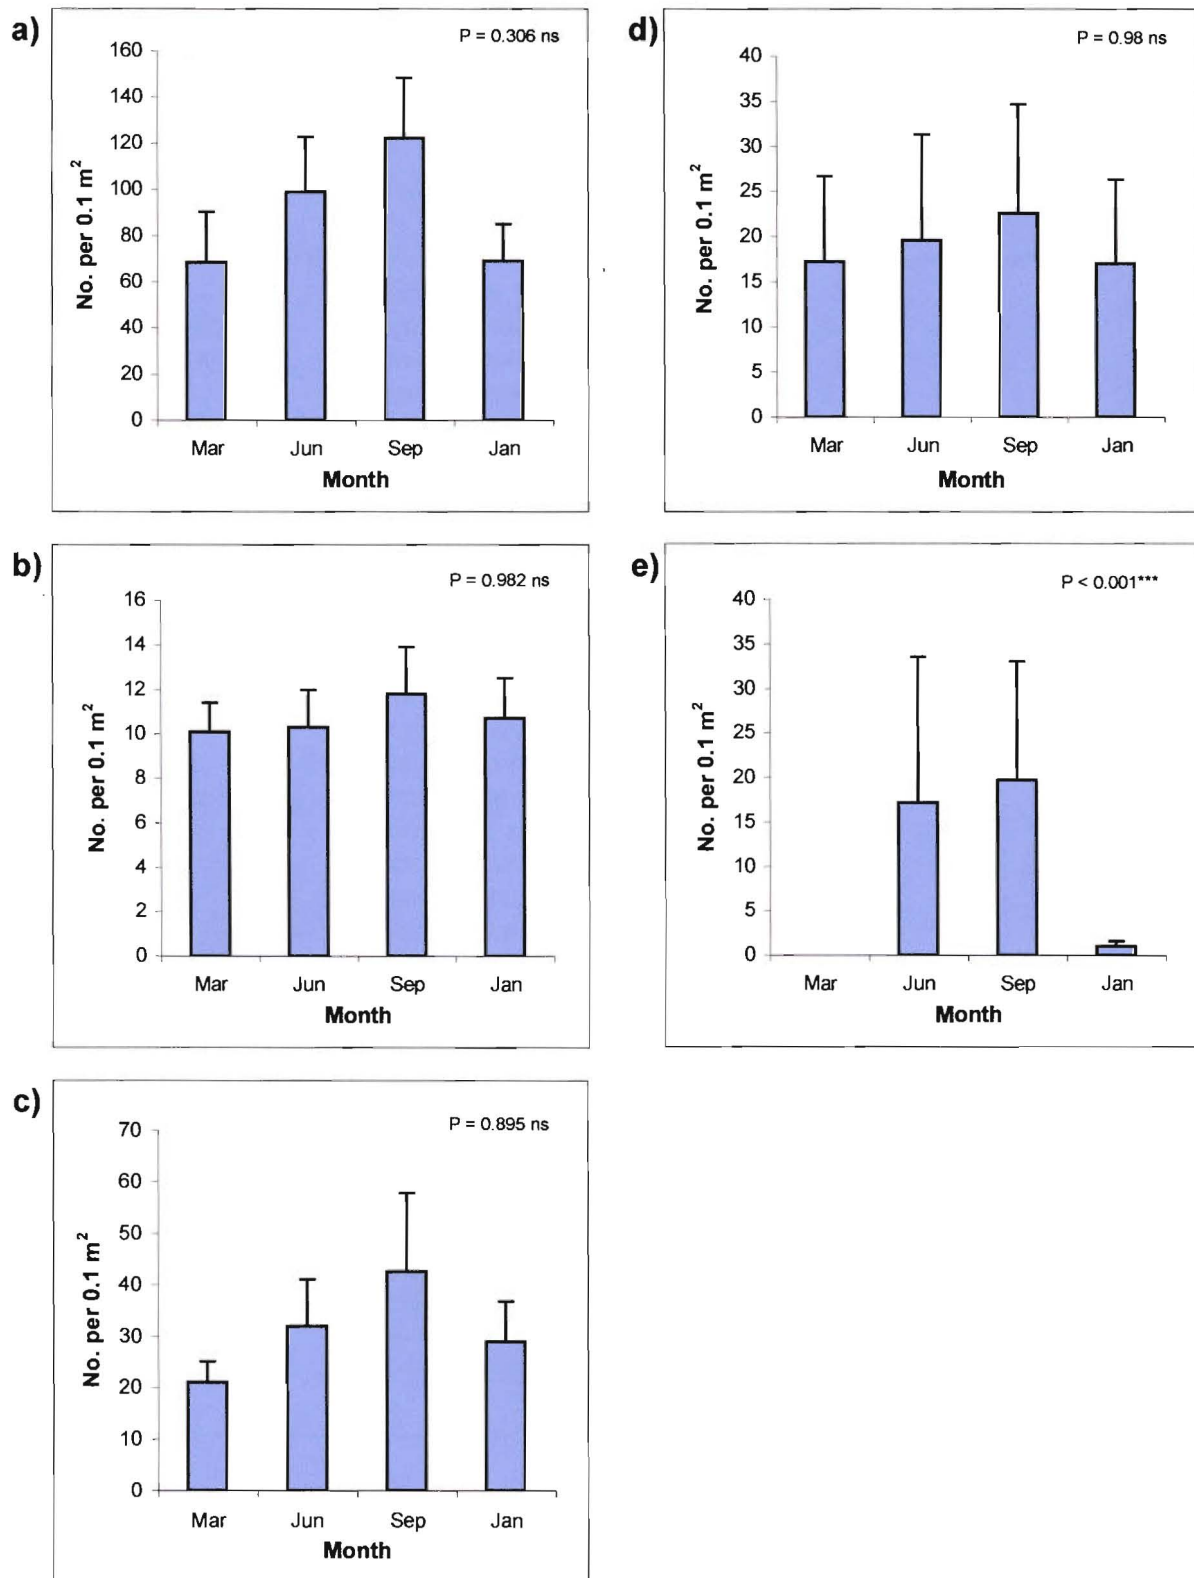 a)
P = 0.306 ns
160
140
120
100
80
60
40
20
0
No. per 0.1 m²
Mar Jun Sep Jan
Month
b)
P = 0.982 ns
16
14
12
10
8
6
4
2
0
No. per 0.1 m²
Mar Jun Sep Jan
Month
c)
P = 0.895 ns
70
60
50
40
30
20
10
0
No. per 0.1 m²
Mar Jun Sep Jan
Month
d)
P = 0.98 ns
40
35
30
25
20
15
10
5
0
No. per 0.1 m²
Mar Jun Sep Jan
Month
e)
P < 0.001***
40
35
30
25
20
15
10
5
0
No. per 0.1 m²
Mar Jun Sep Jan
Month